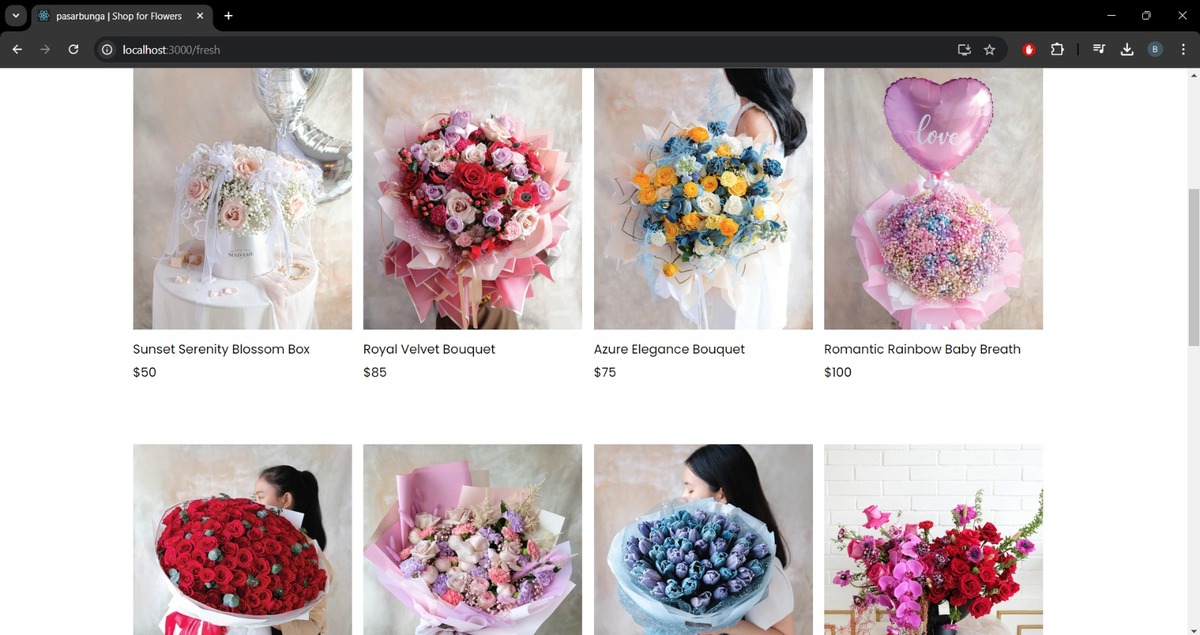 pasarbunga | Shop for Flowers
localhost:3000/fresh
B
love
MADAME
Sunset Serenity Blossom Box
Royal Velvet Bouquet
Azure Elegance Bouquet
Romantic Rainbow Baby Breath
$50
$85
$75
$100